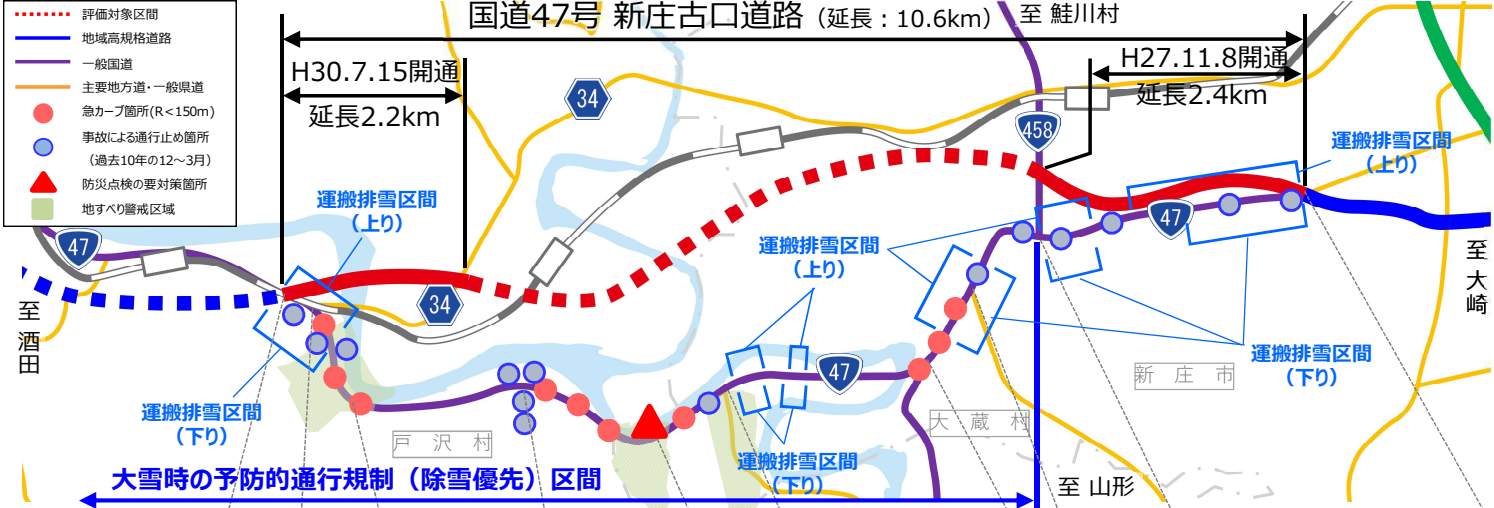 評価対象区間
地域高規格道路
一般国道
主要地方道・一般県道
急カーブ箇所(R<150m)
事故による通行止め箇所
(過去10年の12～3月)
防災点検の要対策箇所
地すべり警戒区域
国道47号 新庄古口道路（延長：10.6km）
至 鮭川村
H30.7.15開通
延長2.2km
H27.11.8開通
延長2.4km
34
458
運搬排雪区間
(上り)
運搬排雪区間
(上り)
47
47
運搬排雪区間
(上り)
34
至 酒田
至 大崎
47
運搬排雪区間
(下り)
運搬排雪区間
(下り)
新庄市
大蔵村
戸沢村
運搬排雪区間
(下り)
大雪時の予防的通行規制（除雪優先）区間
至 山形